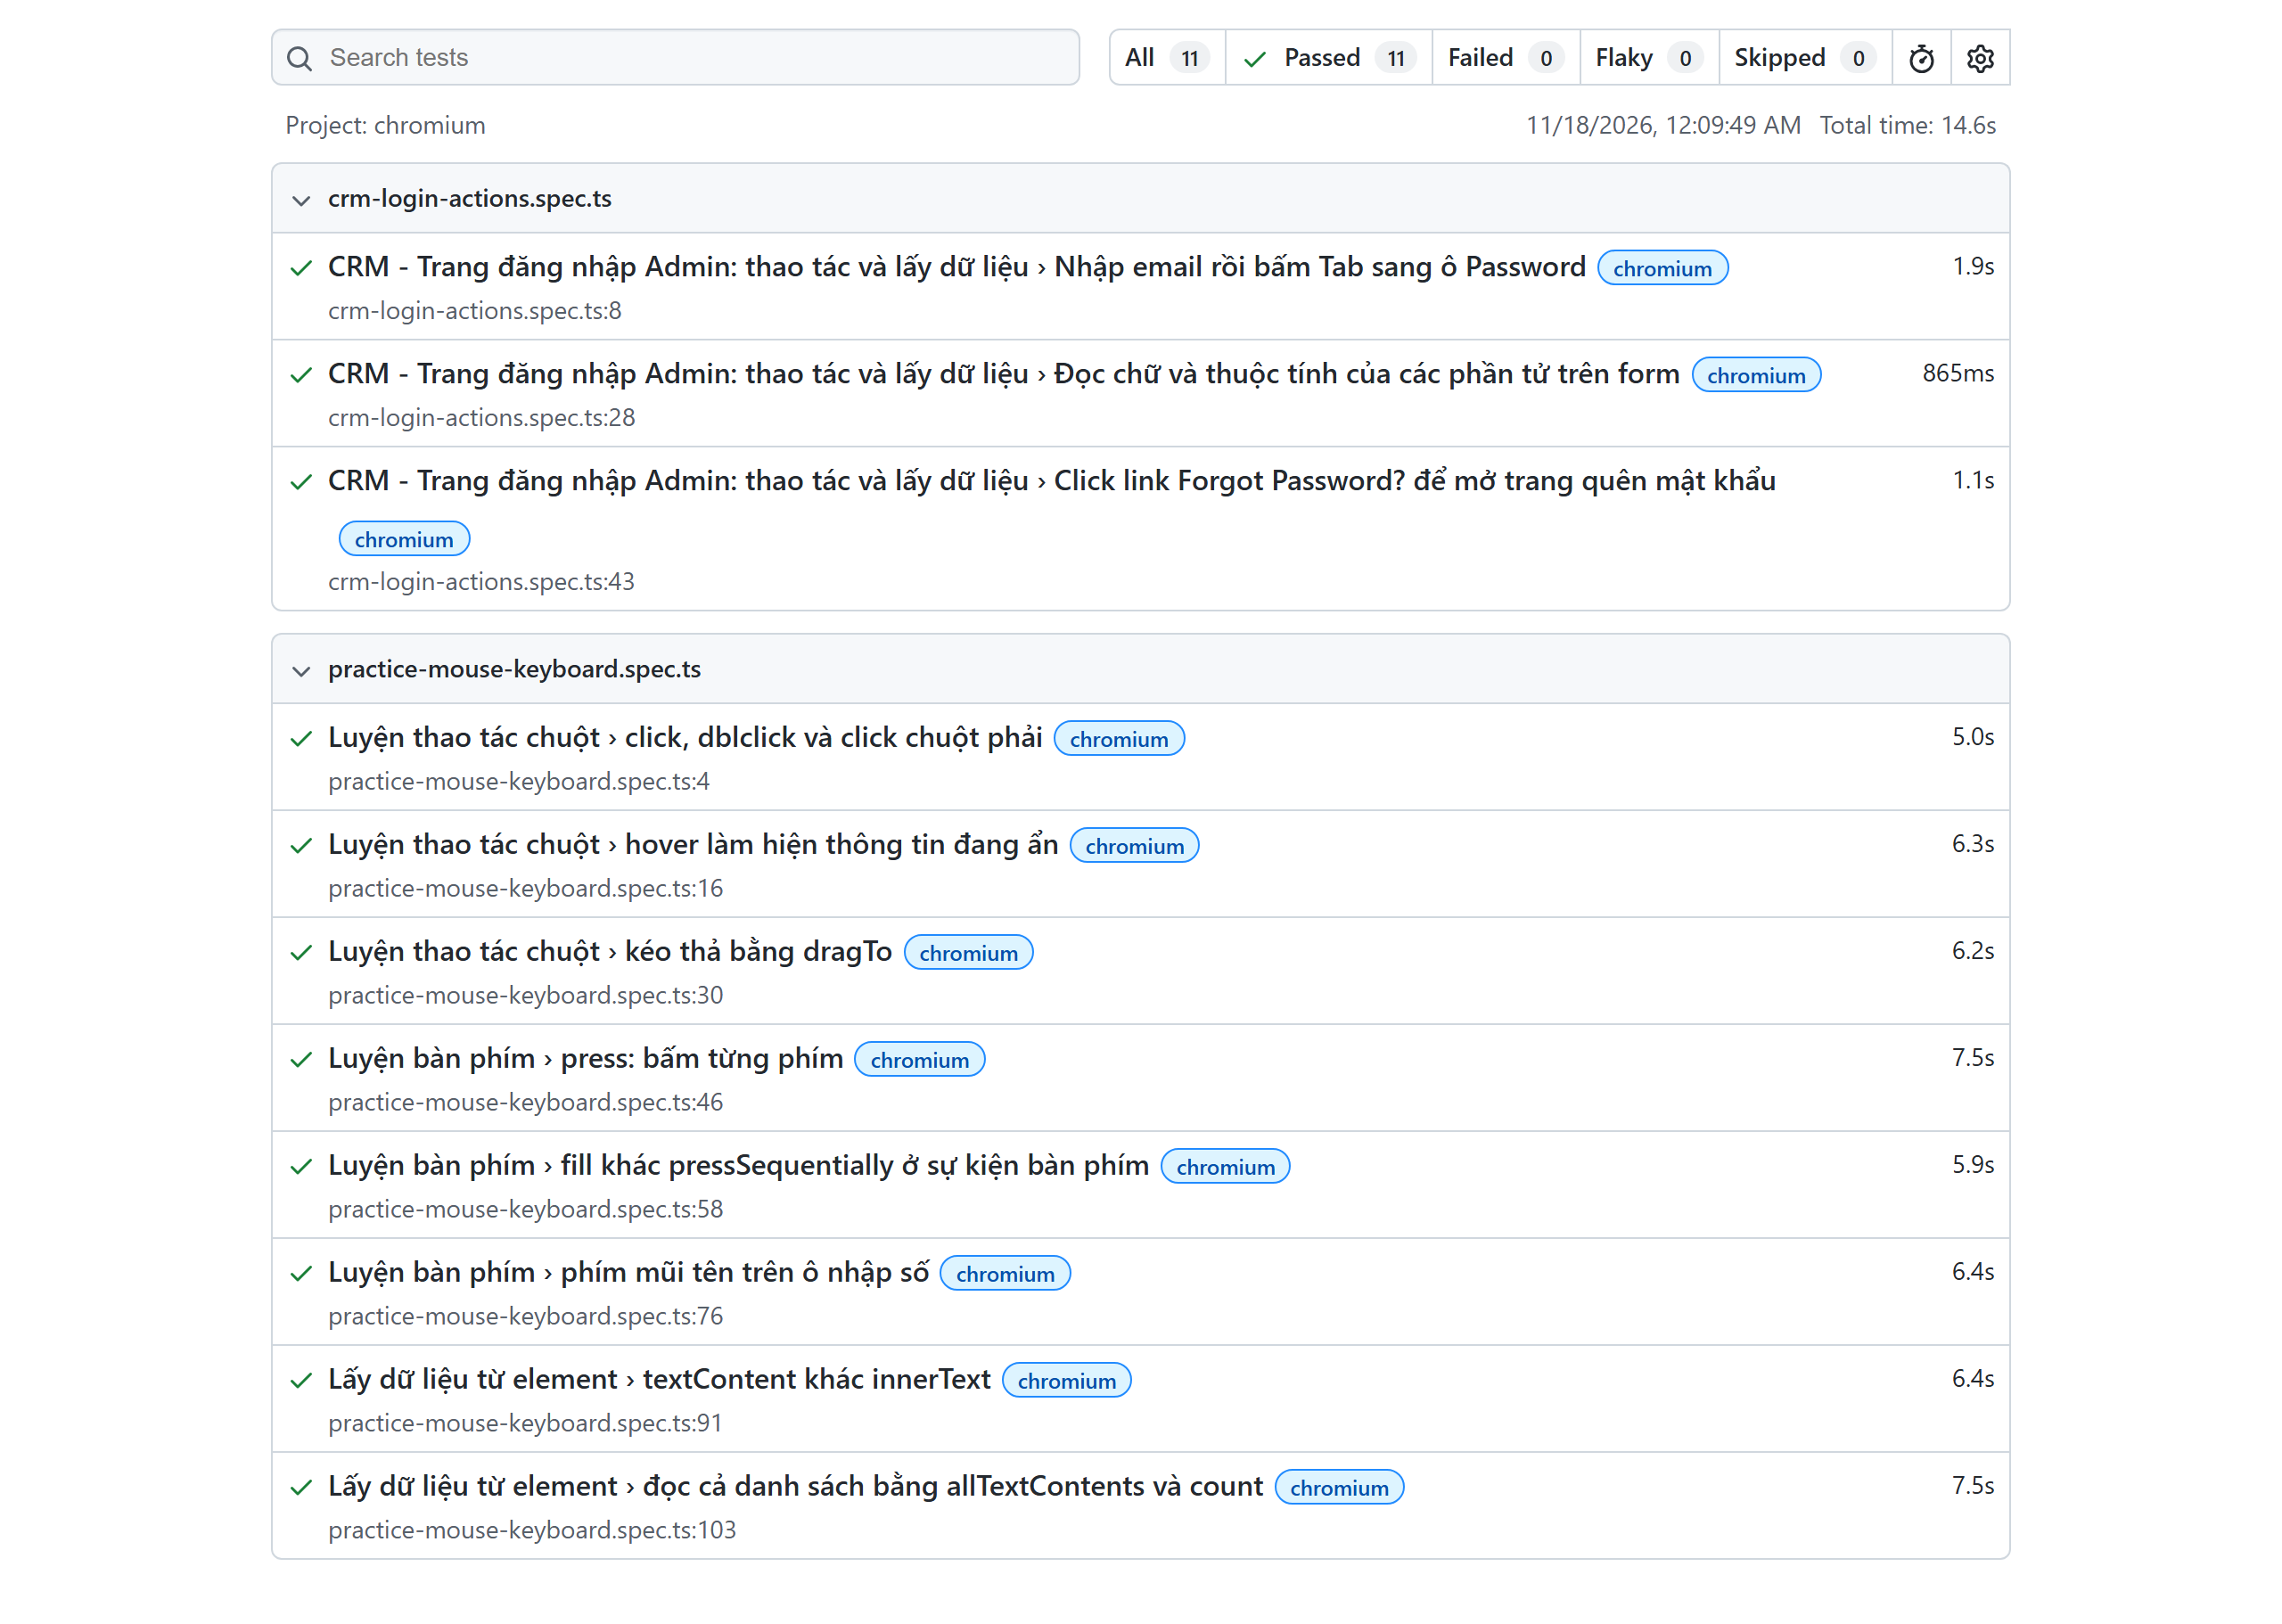 Search tests
All 11 Passed 11 Failed 0 Flaky 0 Skipped 0
Project: chromium 11/18/2026, 12:09:49 AM Total time: 14.6s
crm-login-actions.spec.ts
CRM - Trang đăng nhập Admin: thao tác và lấy dữ liệu › Nhập email rồi bấm Tab sang ô Password chromium 1.9s
crm-login-actions.spec.ts:8
CRM - Trang đăng nhập Admin: thao tác và lấy dữ liệu › Đọc chữ và thuộc tính của các phần tử trên form chromium 865ms
crm-login-actions.spec.ts:28
CRM - Trang đăng nhập Admin: thao tác và lấy dữ liệu › Click link Forgot Password? để mở trang quên mật khẩu 1.1s
chromium
crm-login-actions.spec.ts:43
practice-mouse-keyboard.spec.ts
Luyện thao tác chuột › click, dblclick và click chuột phải chromium 5.0s
practice-mouse-keyboard.spec.ts:4
Luyện thao tác chuột › hover làm hiện thông tin đang ẩn chromium 6.3s
practice-mouse-keyboard.spec.ts:16
Luyện thao tác chuột › kéo thả bằng dragTo chromium 6.2s
practice-mouse-keyboard.spec.ts:30
Luyện bàn phím › press: bấm từng phím chromium 7.5s
practice-mouse-keyboard.spec.ts:46
Luyện bàn phím › fill khác pressSequentially ở sự kiện bàn phím chromium 5.9s
practice-mouse-keyboard.spec.ts:58
Luyện bàn phím › phím mũi tên trên ô nhập số chromium 6.4s
practice-mouse-keyboard.spec.ts:76
Lấy dữ liệu từ element › textContent khác innerText chromium 6.4s
practice-mouse-keyboard.spec.ts:91
Lấy dữ liệu từ element › đọc cả danh sách bằng allTextContents và count chromium 7.5s
practice-mouse-keyboard.spec.ts:103